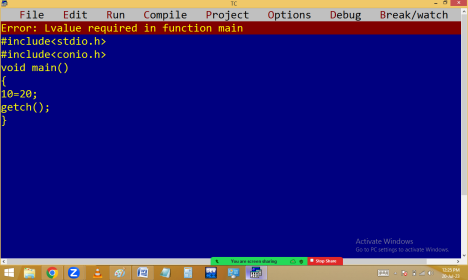 TC
File Edit Run Compile Project Options Debug Break/watch
Error: Lvalue required in function main
#include<stdio.h>
#include<conio.h>
void main()
{
10=20;
getch();
}
Activate Windows
Go to PC settings to activate Windows.
You are screen sharing
Stop Share